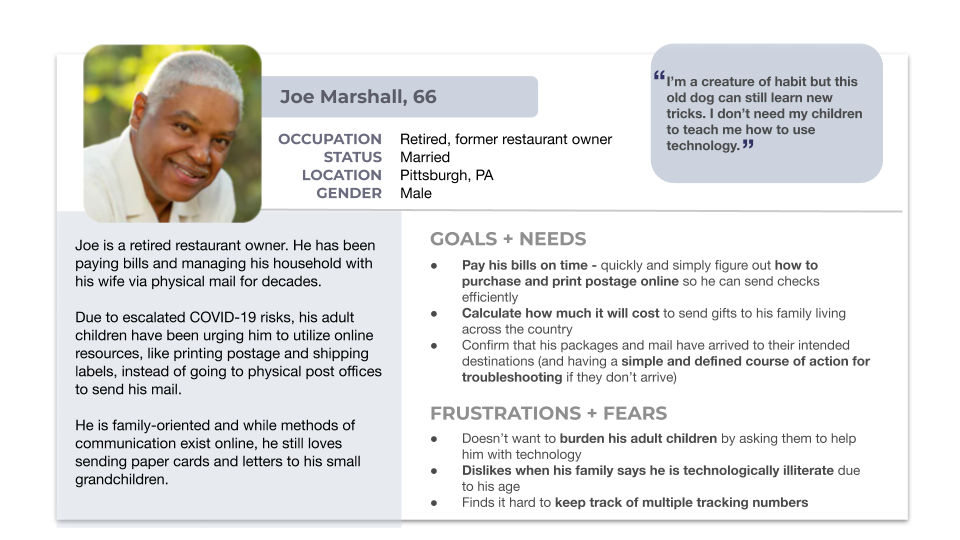 Joe Marshall, 66
“I’m a creature of habit but this
old dog can still learn new
tricks. I don’t need my children
to teach me how to use
technology.”
OCCUPATION Retired, former restaurant owner
STATUS Married
LOCATION Pittsburgh, PA
GENDER Male
Joe is a retired restaurant owner. He has been
paying bills and managing his household with
his wife via physical mail for decades.
Due to escalated COVID-19 risks, his adult
children have been urging him to utilize online
resources, like printing postage and shipping
labels, instead of going to physical post offices
to send his mail.
He is family-oriented and while methods of
communication exist online, he still loves
sending paper cards and letters to his small
grandchildren.
GOALS + NEEDS
● Pay his bills on time - quickly and simply figure out how to
purchase and print postage online so he can send checks
efficiently
● Calculate how much it will cost to send gifts to his family living
across the country
● Confirm that his packages and mail have arrived to their intended
destinations (and having a simple and defined course of action for
troubleshooting if they don’t arrive)
FRUSTRATIONS + FEARS
● Doesn’t want to burden his adult children by asking them to help
him with technology
● Dislikes when his family says he is technologically illiterate due
to his age
● Finds it hard to keep track of multiple tracking numbers